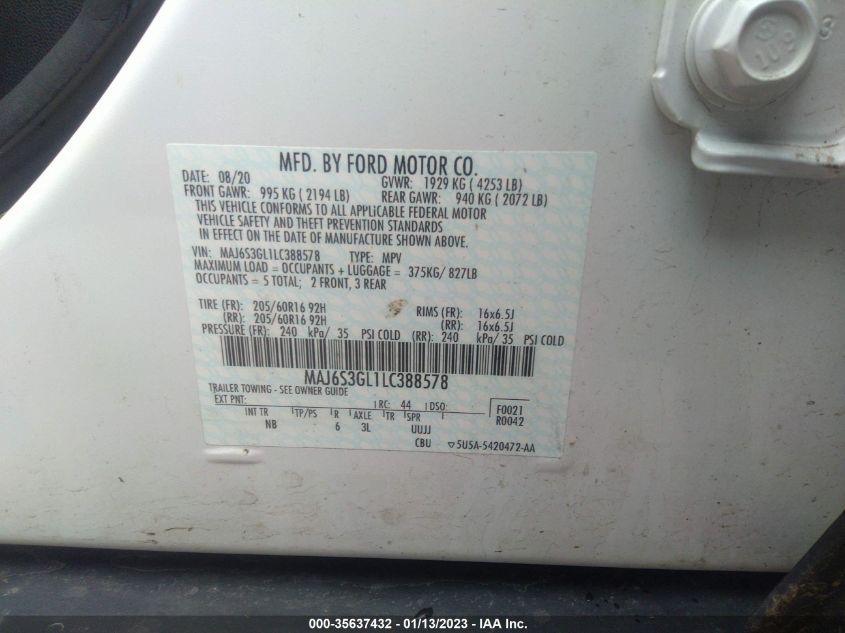 109
3
MFD. BY FORD MOTOR CO.
DATE: 08/20 GVWR: 1929 KG ( 4253 LB)
FRONT GAWR: 995 KG ( 2194 LB) REAR GAWR: 940 KG ( 2072 LB)
THIS VEHICLE CONFORMS TO ALL APPLICABLE FEDERAL MOTOR
VEHICLE SAFETY AND THEFT PREVENTION STANDARDS
IN EFFECT ON THE DATE OF MANUFACTURE SHOWN ABOVE.
VIN: MAJ6S3GL1LC388578 TYPE: MPV
MAXIMUM LOAD = OCCUPANTS + LUGGAGE = 375KG/ 827LB
OCCUPANTS = 5 TOTAL; 2 FRONT, 3 REAR
TIRE (FR): 205/60R16 92H RIMS (FR): 16x6.5J
(RR): 205/60R16 92H (RR): 16x6.5J
PRESSURE (FR): 240 kPa/ 35 PSI COLD (RR): 240 kPa/ 35 PSI COLD
MAJ6S3GL1LC388578
TRAILER TOWING - SEE OWNER GUIDE
EXT PNT: RC: 44 DSO: F0021
INT TR TP/PS R AXLE TR SPR R0042
NB 6 3L UUJJ
CBU ▽5U5A-5420472-AA
000-35637432 - 01/13/2023 - IAA Inc.